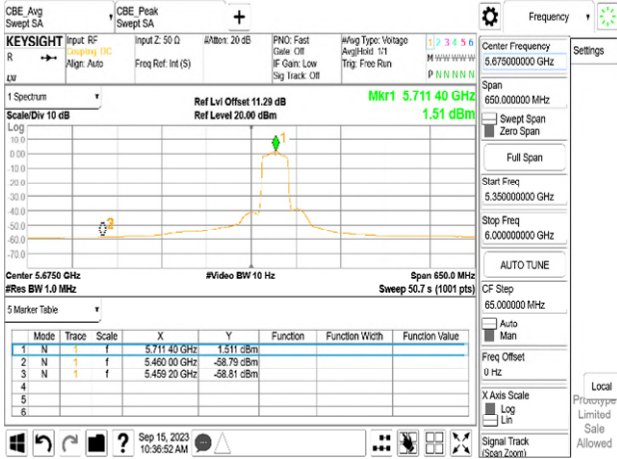 CBE_Avg
Swept SA
CBE_Peak
Swept SA
+
Frequency
KEYSIGHT
R
Input: RF
Coupling: DC
Align: Auto
Input Z: 50 Ω
Freq Ref: Int (S)
#Atten: 20 dB
PNO: Fast
Gate: Off
IF Gain: Low
Sig Track: Off
#Avg Type: Voltage
Avg|Hold: 1/1
Trig: Free Run
1 2 3 4 5 6
M W W W W W
P N N N N N
Center Frequency
5.675000000 GHz
Settings
1 Spectrum
Scale/Div 10 dB
Ref Lvl Offset 11.29 dB
Ref Level 20.00 dBm
Mkr1 5.711 40 GHz
1.51 dBm
Span
650.000000 MHz
Swept Span
Zero Span
Log
10.0
0.00
-10.0
-20.0
-30.0
-40.0
-50.0
-60.0
-70.0
1
3
Full Span
Start Freq
5.350000000 GHz
Stop Freq
6.000000000 GHz
AUTO TUNE
Center 5.6750 GHz
#Res BW 1.0 MHz
#Video BW 10 Hz
Span 650.0 MHz
Sweep 50.7 s (1001 pts)
CF Step
65.000000 MHz
Auto
Man
5 Marker Table
Mode Trace Scale X Y Function Function Width Function Value
1 N 1 f 5.711 40 GHz 1.511 dBm
2 N 1 f 5.460 00 GHz -58.79 dBm
3 N 1 f 5.459 20 GHz -58.81 dBm
4
5
6
Freq Offset
0 Hz
X Axis Scale
Log
Lin
Local
Prototype
Limited
Sale
Allowed
Signal Track
(Span Zoom)
?
Sep 15, 2023
10:36:52 AM